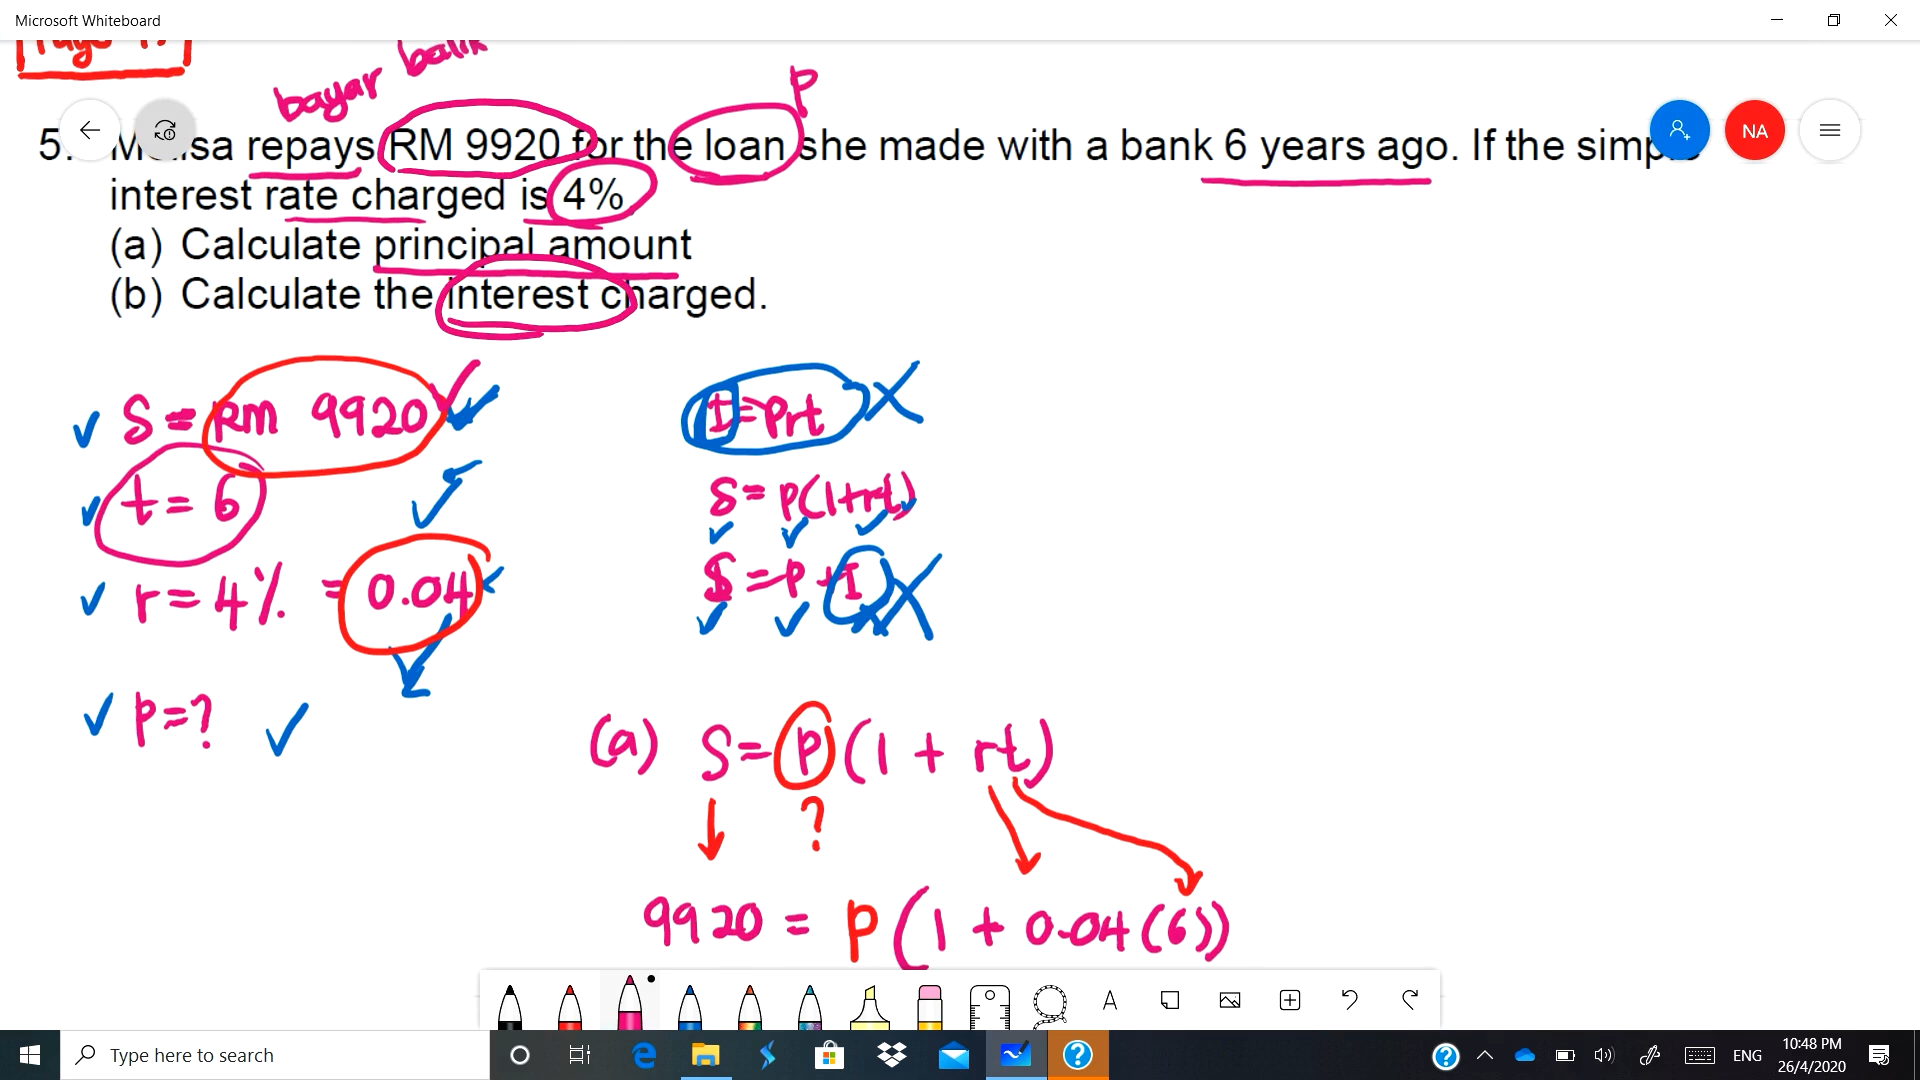 Microsoft Whiteboard
bayar balik
P
NA
5. Melisa repays RM 9920 for the loan she made with a bank 6 years ago. If the simple
interest rate charged is 4%
(a) Calculate principal amount
(b) Calculate the interest charged.
S = RM 9920
t = 6
r = 4% = 0.04
P = ?
I = Prt
S = P(1+rt)
S = P + I
(a) S = P (1 + rt)
?
9920 = P (1 + 0.04 (6))
A
Type here to search
ENG
10:48 PM
26/4/2020